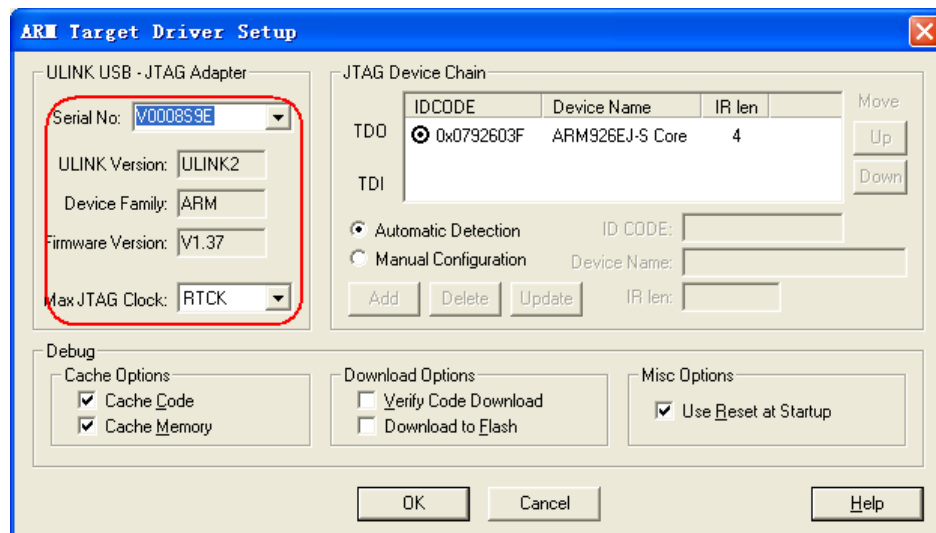 ARM Target Driver Setup
ULINK USB - JTAG Adapter
Serial No: V0008S9E
ULINK Version: ULINK2
Device Family: ARM
Firmware Version: V1.37
Max JTAG Clock: RTCK
JTAG Device Chain
IDCODE Device Name IR len
TDO 0x0792603F ARM926EJ-S Core 4
TDI
Move
Up
Down
Automatic Detection
Manual Configuration
ID CODE:
Device Name:
Add Delete Update IR len:
Debug
Cache Options
Cache Code
Cache Memory
Download Options
Verify Code Download
Download to Flash
Misc Options
Use Reset at Startup
OK Cancel Help